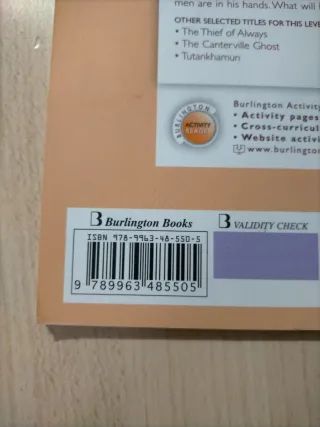 men are in his hands. What will
OTHER SELECTED TITLES FOR THIS LEVE
• The Thief of Always
• The Canterville Ghost
• Tutankhamun
BURLINGTON
ACTIVITY
READER
Burlington Activity
• Activity pages
• Cross-curricul
• Website activi
www.burlington
B Burlington Books
B VALIDITY CHECK
ISBN 978-9963-48-550-5
9 789963 485505